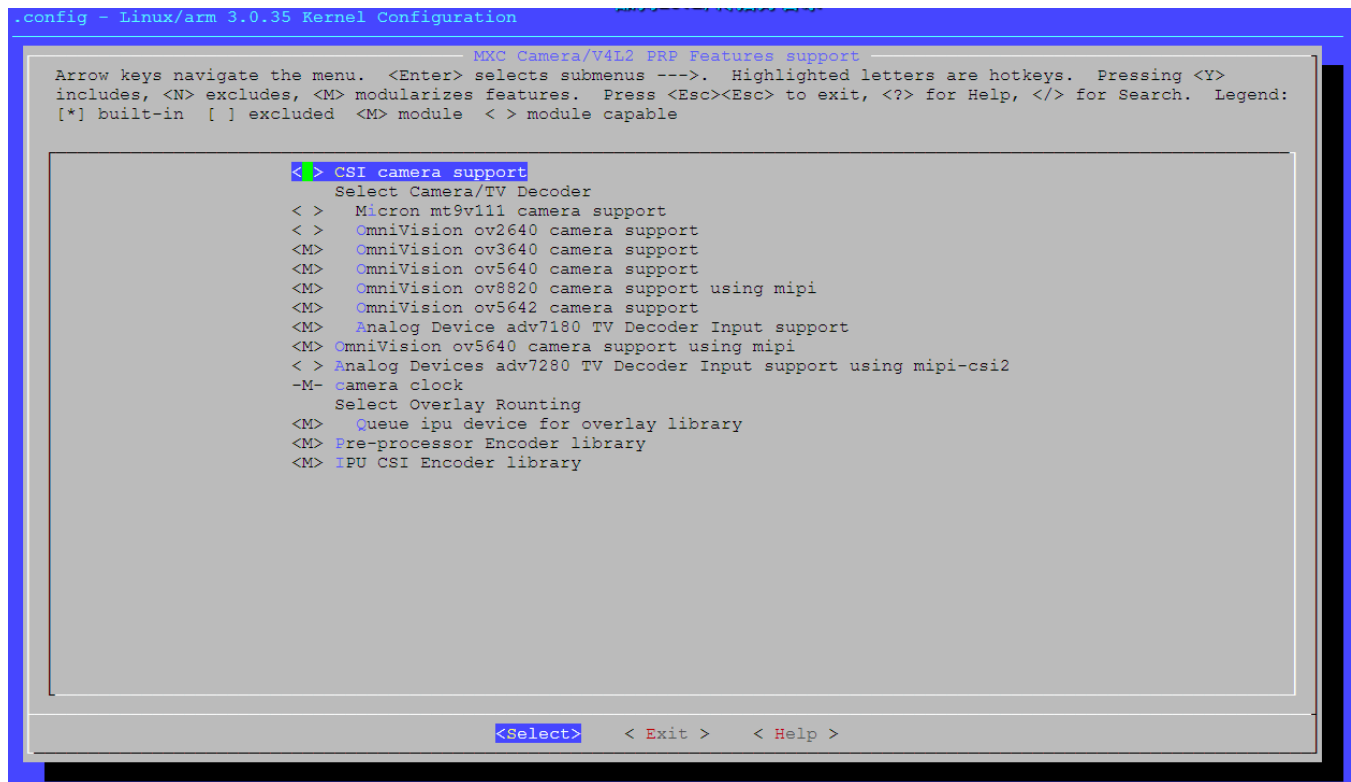 .config - Linux/arm 3.0.35 Kernel Configuration
MXC Camera/V4L2 PRP Features support
Arrow keys navigate the menu.  <Enter> selects submenus --->.  Highlighted letters are hotkeys.  Pressing <Y>
includes, <N> excludes, <M> modularizes features.  Press <Esc><Esc> to exit, <?> for Help, </> for Search.  Legend:
[*] built-in  [ ] excluded  <M> module  < > module capable
< > CSI camera support
Select Camera/TV Decoder
< >   Micron mt9v111 camera support
< >   OmniVision ov2640 camera support
<M>   OmniVision ov3640 camera support
<M>   OmniVision ov5640 camera support
<M>   OmniVision ov8820 camera support using mipi
<M>   OmniVision ov5642 camera support
<M>   Analog Device adv7180 TV Decoder Input support
<M> OmniVision ov5640 camera support using mipi
< > Analog Devices adv7280 TV Decoder Input support using mipi-csi2
-M- camera clock
Select Overlay Rounting
<M>   Queue ipu device for overlay library
<M> Pre-processor Encoder library
<M> IPU CSI Encoder library
<Select>    < Exit >    < Help >